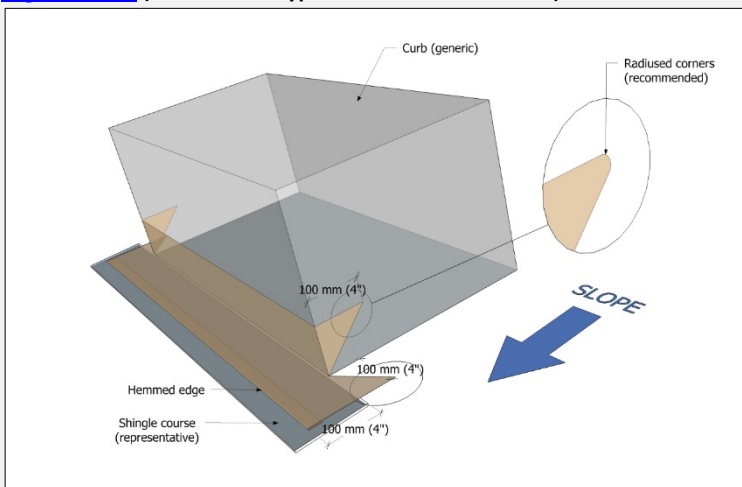 Curb (generic)
Radiused corners
(recommended)
100 mm (4")
SLOPE
100 mm (4")
Hemmed edge
Shingle course
(representative)
100 mm (4")